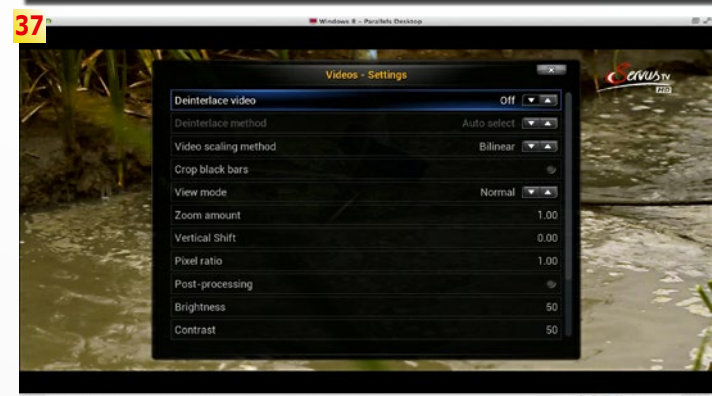 37
Windows 8 - Parallels Desktop
Videos - Settings
ServusTV
HD
Deinterlace video Off
Deinterlace method Auto select
Video scaling method Bilinear
Crop black bars
View mode Normal
Zoom amount 1.00
Vertical Shift 0.00
Pixel ratio 1.00
Post-processing
Brightness 50
Contrast 50